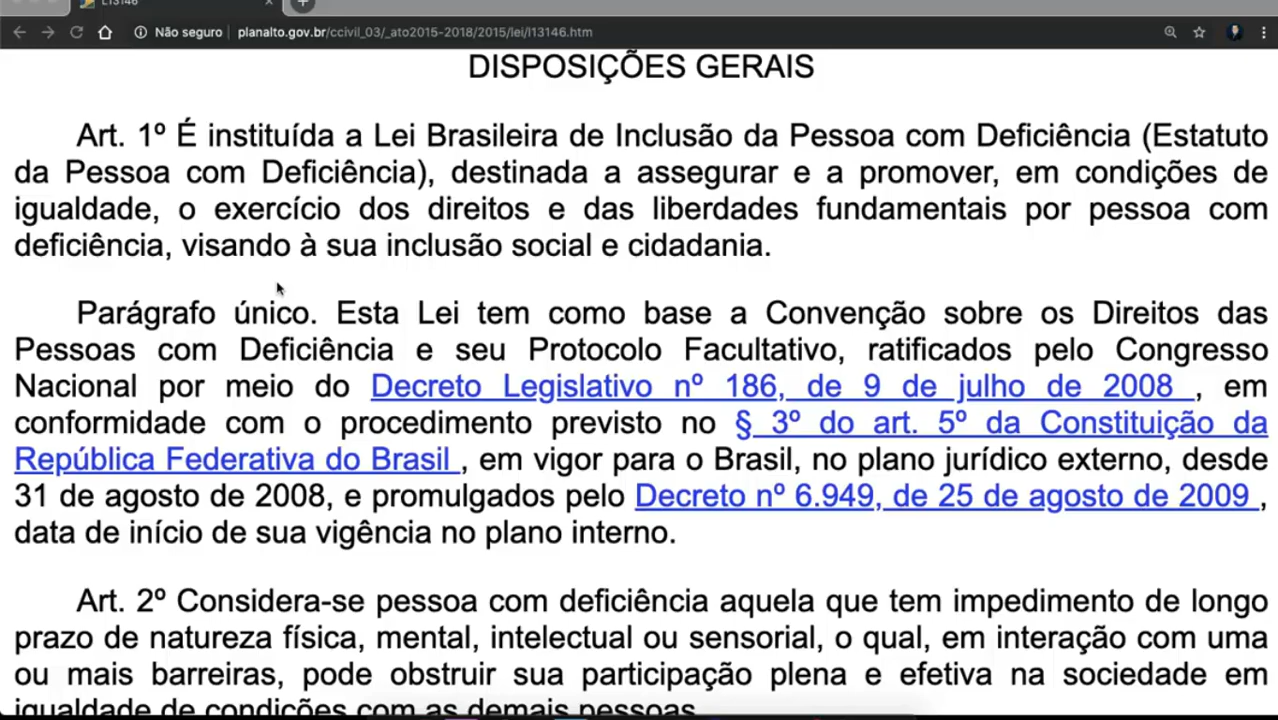 L13146
Não seguro planalto.gov.br/ccivil_03/_ato2015-2018/2015/lei/l13146.htm
DISPOSIÇÕES GERAIS
Art. 1º É instituída a Lei Brasileira de Inclusão da Pessoa com Deficiência (Estatuto
da Pessoa com Deficiência), destinada a assegurar e a promover, em condições de
igualdade, o exercício dos direitos e das liberdades fundamentais por pessoa com
deficiência, visando à sua inclusão social e cidadania.
Parágrafo único. Esta Lei tem como base a Convenção sobre os Direitos das
Pessoas com Deficiência e seu Protocolo Facultativo, ratificados pelo Congresso
Nacional por meio do Decreto Legislativo nº 186, de 9 de julho de 2008 , em
conformidade com o procedimento previsto no § 3º do art. 5º da Constituição da
República Federativa do Brasil , em vigor para o Brasil, no plano jurídico externo, desde
31 de agosto de 2008, e promulgados pelo Decreto nº 6.949, de 25 de agosto de 2009 ,
data de início de sua vigência no plano interno.
Art. 2º Considera-se pessoa com deficiência aquela que tem impedimento de longo
prazo de natureza física, mental, intelectual ou sensorial, o qual, em interação com uma
ou mais barreiras, pode obstruir sua participação plena e efetiva na sociedade em
igualdade de condições com as demais pessoas.